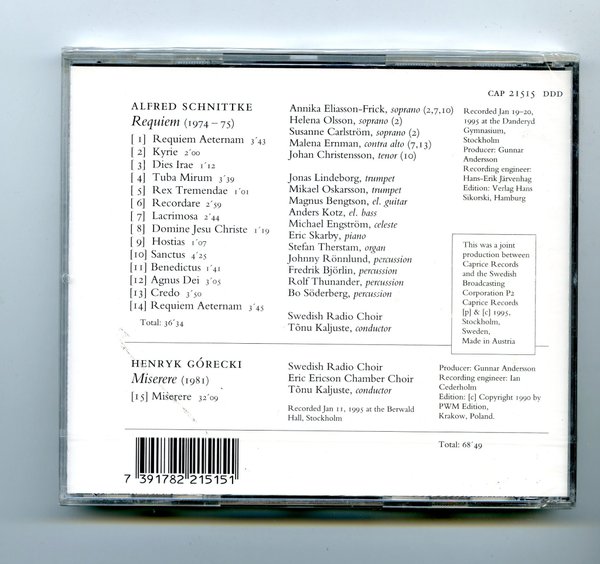 CAP 21515 DDD
ALFRED SCHNITTKE
Requiem (1974–75)
[ 1] Requiem Aeternam 3´43
[ 2] Kyrie 2´00
[ 3] Dies Irae 1´12
[ 4] Tuba Mirum 3´39
[ 5] Rex Tremendae 1´01
[ 6] Recordare 2´59
[ 7] Lacrimosa 2´44
[ 8] Domine Jesu Christe 1´19
[ 9] Hostias 1´07
[10] Sanctus 4´25
[11] Benedictus 1´41
[12] Agnus Dei 3´05
[13] Credo 3´50
[14] Requiem Aeternam 3´45
Total: 36´34
Annika Eliasson-Frick, soprano (2,7,10)
Helena Olsson, soprano (2)
Susanne Carlström, soprano (2)
Malena Ernman, contra alto (7,13)
Johan Christensson, tenor (10)
Jonas Lindeborg, trumpet
Mikael Oskarsson, trumpet
Magnus Bengtson, el. guitar
Anders Kotz, el. bass
Michael Engström, celeste
Eric Skarby, piano
Stefan Therstam, organ
Johnny Rönnlund, percussion
Fredrik Björlin, percussion
Rolf Thunander, percussion
Bo Söderberg, percussion
Swedish Radio Choir
Tõnu Kaljuste, conductor
Recorded Jan 19–20,
1995 at the Danderyd
Gymnasium,
Stockholm
Producer: Gunnar
Andersson
Recording engineer:
Hans-Erik Järvenhag
Edition: Verlag Hans
Sikorski, Hamburg
This was a joint
production between
Caprice Records
and the Swedish
Broadcasting
Corporation P2
Caprice Records
[p] & [c] 1995.
Stockholm,
Sweden,
Made in Austria
HENRYK GÓRECKI
Miserere (1981)
[15] Miserere 32´09
Swedish Radio Choir
Eric Ericson Chamber Choir
Tõnu Kaljuste, conductor
Recorded Jan 11, 1995 at the Berwald
Hall, Stockholm
Producer: Gunnar Andersson
Recording engineer: Ian
Cederholm
Edition: [c] Copyright 1990 by
PWM Edition,
Krakow, Poland.
Total: 68´49
7 391782 215151